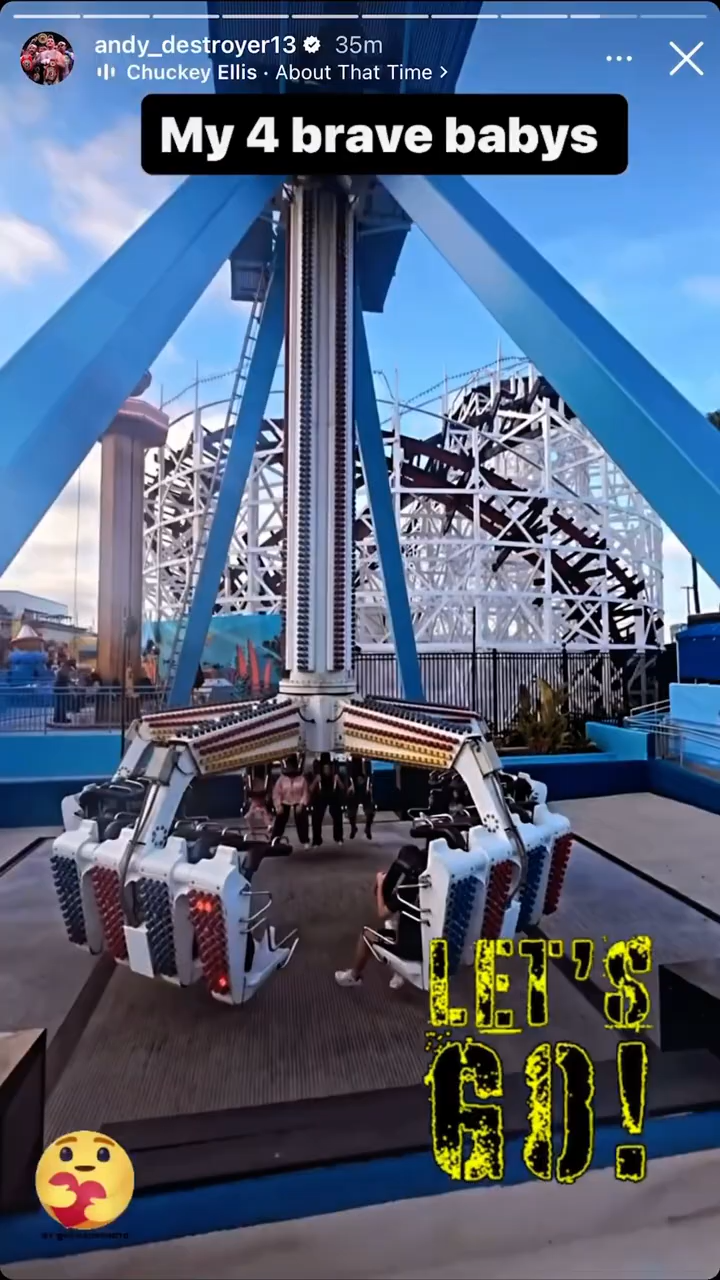 andy_destroyer13 35m
Chuckey Ellis · About That Time >
My 4 brave babys
LET'S
GO!